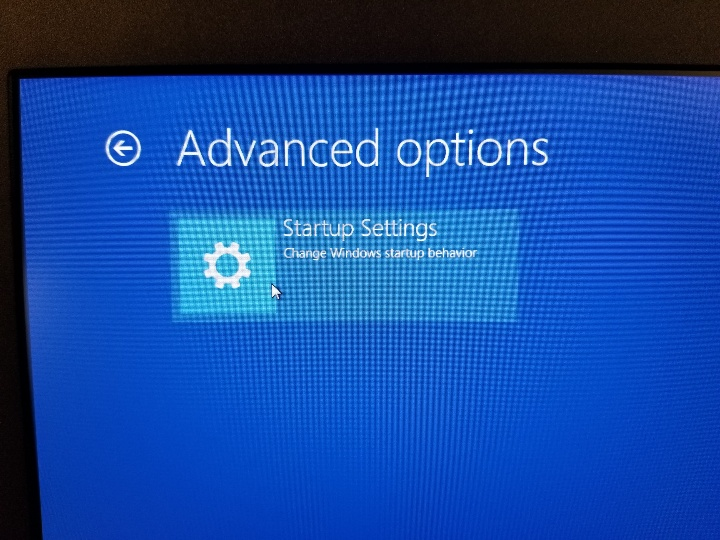 Advanced options
Startup Settings
Change Windows startup behavior